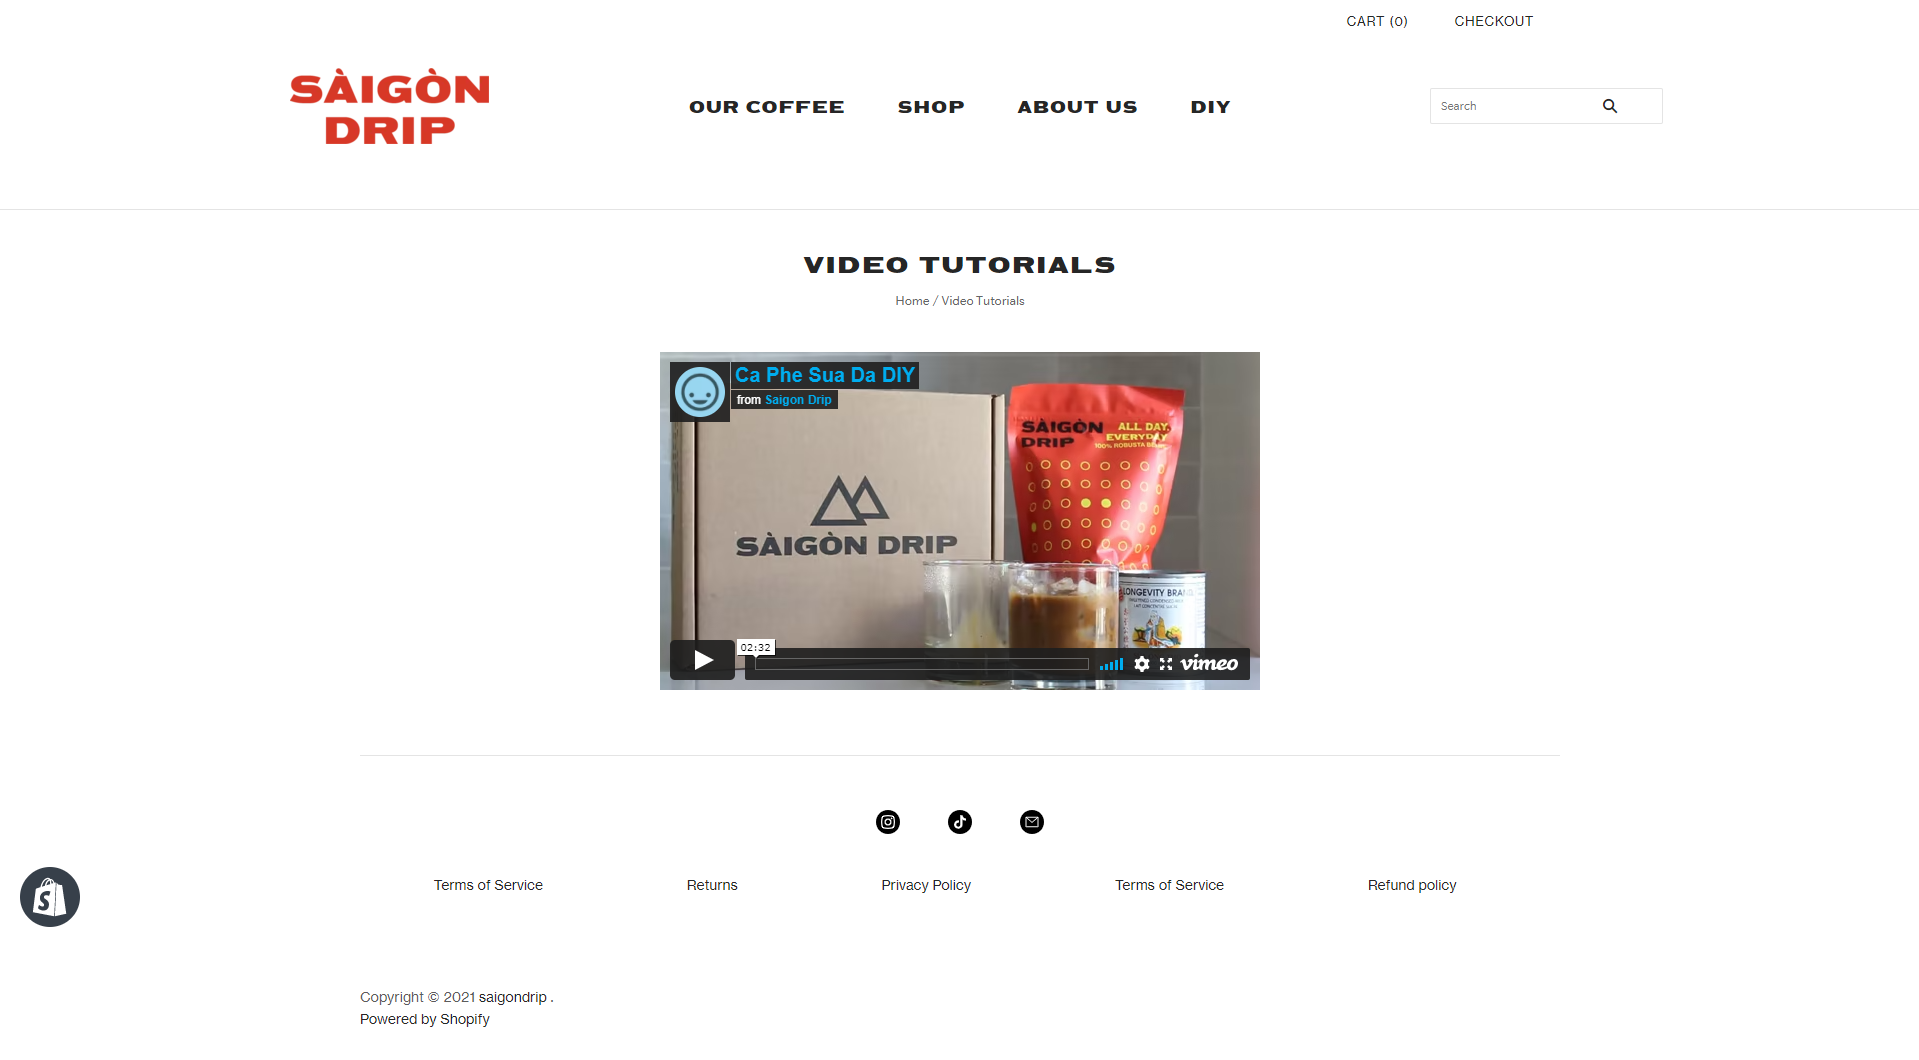 CART (0) CHECKOUT
SÀIGÒN
DRIP
OUR COFFEE SHOP ABOUT US DIY
Search
VIDEO TUTORIALS
Home / Video Tutorials
Ca Phe Sua Da DIY
from Saigon Drip
SÀIGÒN
DRIP
ALL DAY,
EVERYDAY
100% ROBUSTA
SÀIGÒN DRIP
LONGEVITY BRAND
02:32
vimeo
Terms of Service Returns Privacy Policy Terms of Service Refund policy
Copyright © 2021 saigondrip .
Powered by Shopify